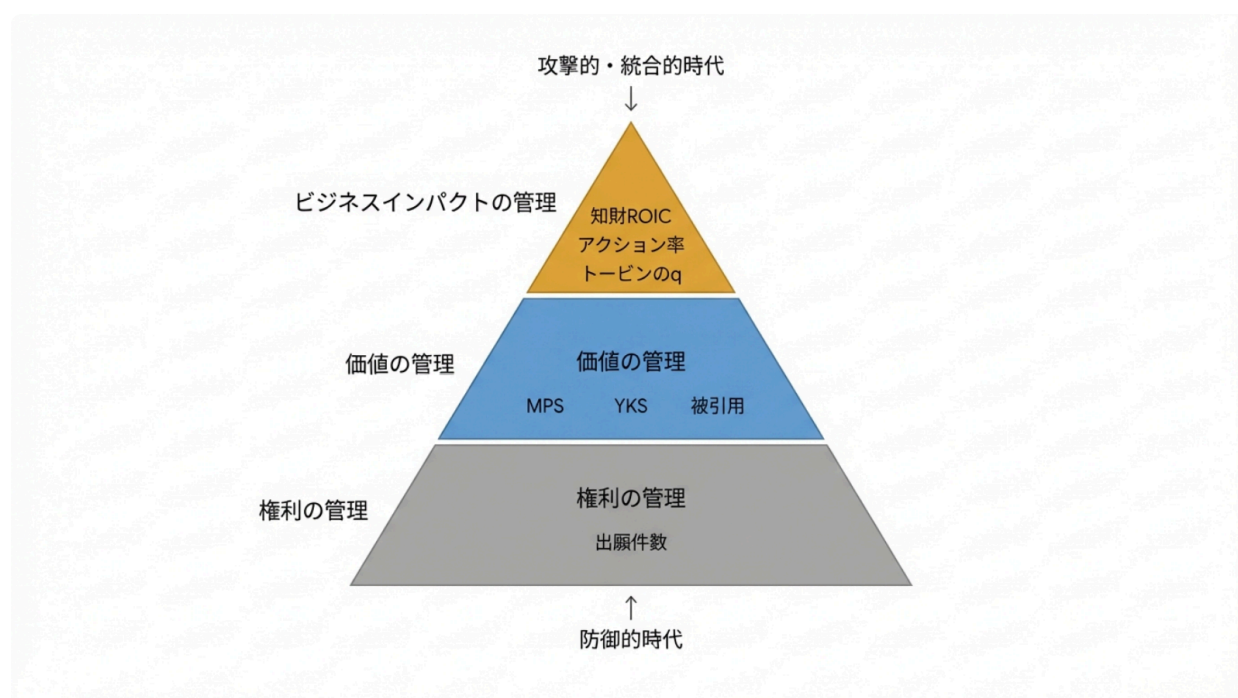 攻撃的・統合的時代
↓
ビジネスインパクトの管理
知財ROIC
アクション率
トービンのq
価値の管理
価値の管理
MPS YKS 被引用
権利の管理
権利の管理
出願件数
↑
防御的時代